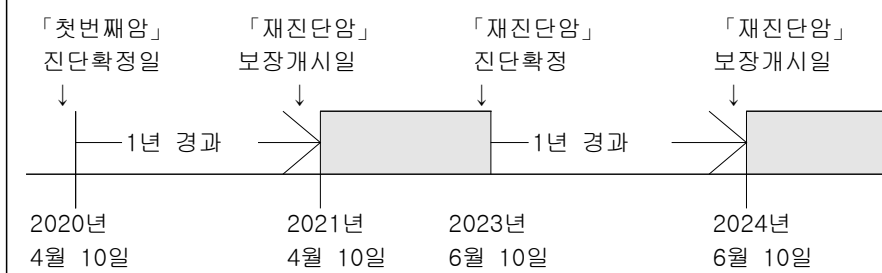 「첫번째암」 「재진단암」 「재진단암」 「재진단암」
진단확정일 보장개시일 진단확정 보장개시일
↓ ↓ ↓ ↓
1년 경과 1년 경과
2020년 2021년 2023년 2024년
4월 10일 4월 10일 6월 10일 6월 10일